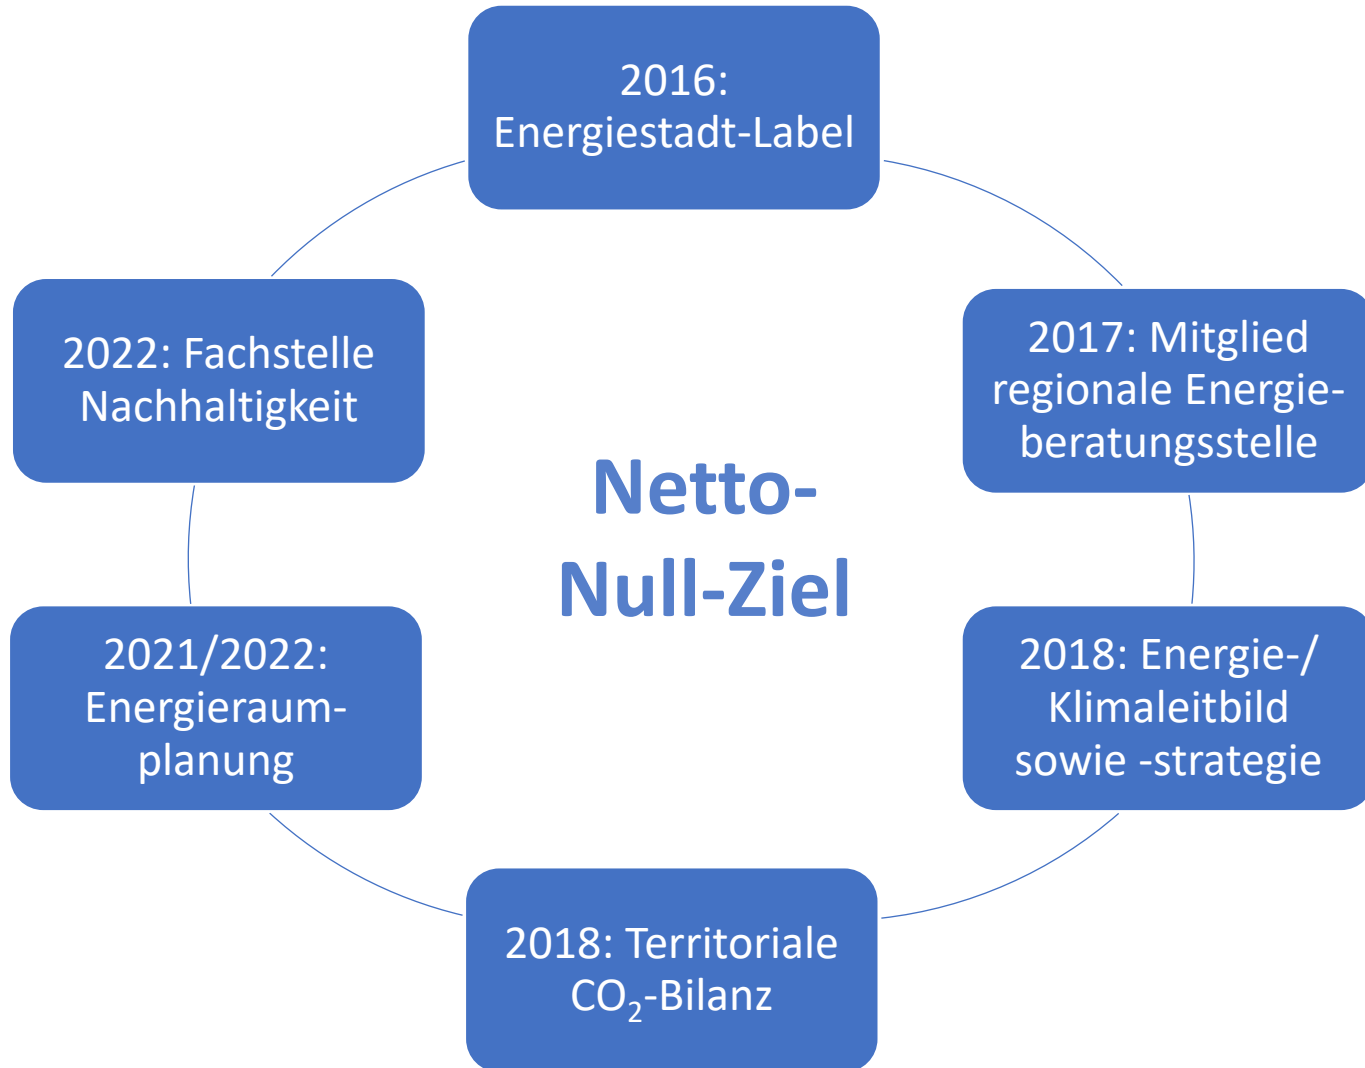 2016:
Energiestadt-Label
2017: Mitglied
regionale Energie-
beratungsstelle
2018: Energie-/
Klimaleitbild
sowie -strategie
2018: Territoriale
CO₂-Bilanz
2021/2022:
Energieraum-
planung
2022: Fachstelle
Nachhaltigkeit
Netto-
Null-Ziel